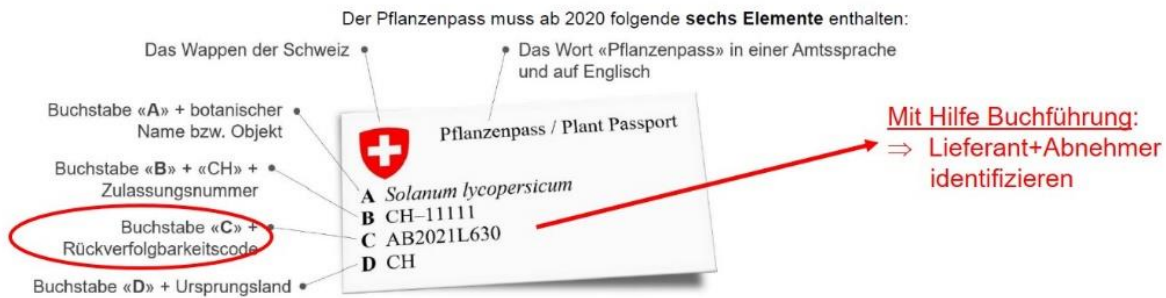 Der Pflanzenpass muss ab 2020 folgende sechs Elemente enthalten:
Das Wappen der Schweiz
Das Wort «Pflanzenpass» in einer Amtssprache
und auf Englisch
Buchstabe «A» + botanischer
Name bzw. Objekt
Buchstabe «B» + «CH» +
Zulassungsnummer
Buchstabe «C» +
Rückverfolgbarkeitscode
Buchstabe «D» + Ursprungsland
Pflanzenpass / Plant Passport
A Solanum lycopersicum
B CH–11111
C AB2021L630
D CH
Mit Hilfe Buchführung:
⇒ Lieferant+Abnehmer
identifizieren